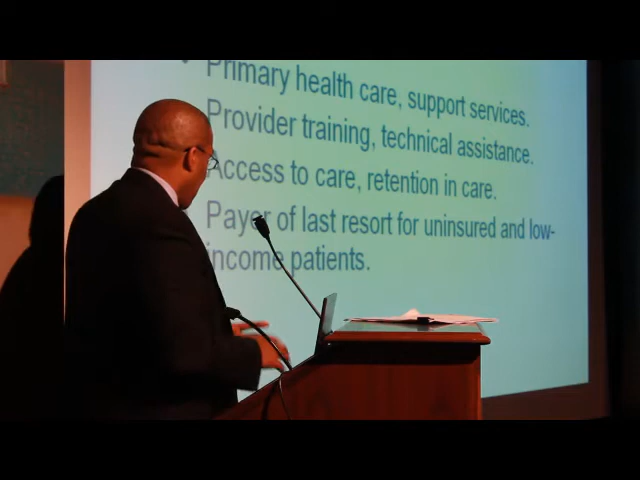 Primary health care, support services.
Provider training, technical assistance.
Access to care, retention in care.
Payer of last resort for uninsured and low-
income patients.